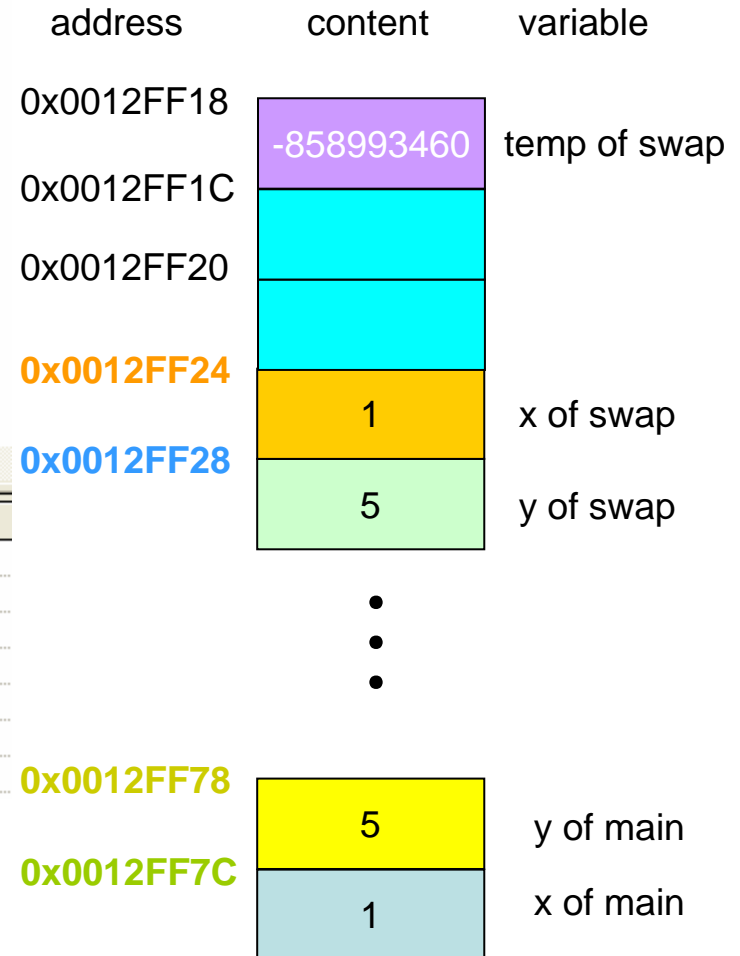 address content variable
0x0012FF18
-858993460 temp of swap
0x0012FF1C
0x0012FF20
0x0012FF24
1 x of swap
0x0012FF28
5 y of swap
0x0012FF78
5 y of main
0x0012FF7C
1 x of main